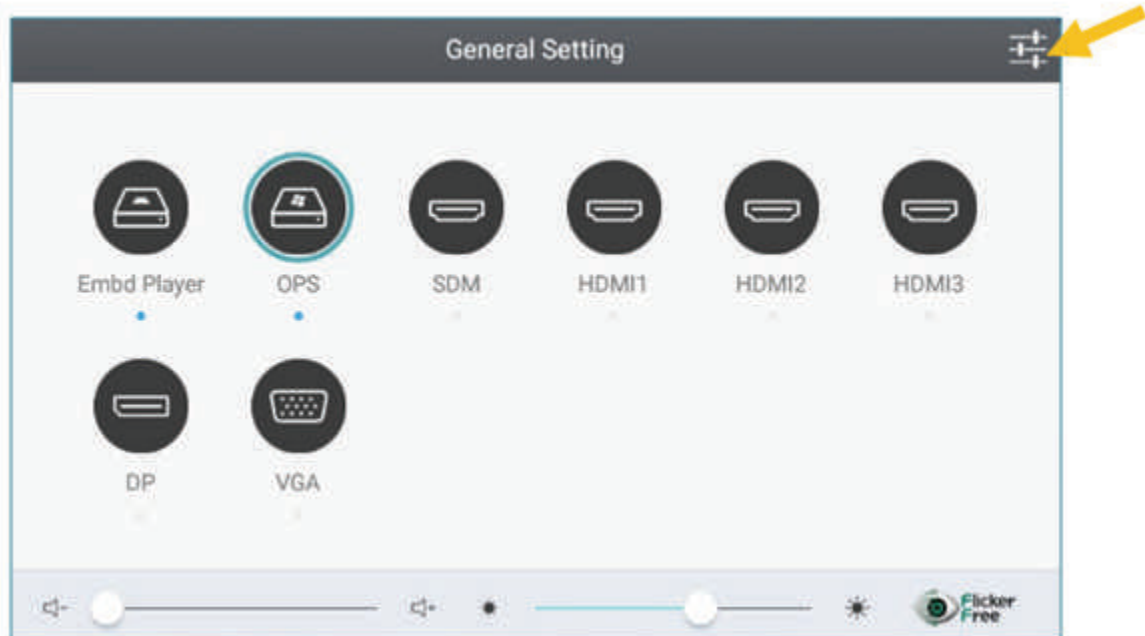 General Setting
Embd Player OPS SDM HDMI1 HDMI2 HDMI3
DP VGA
Flicker
Free